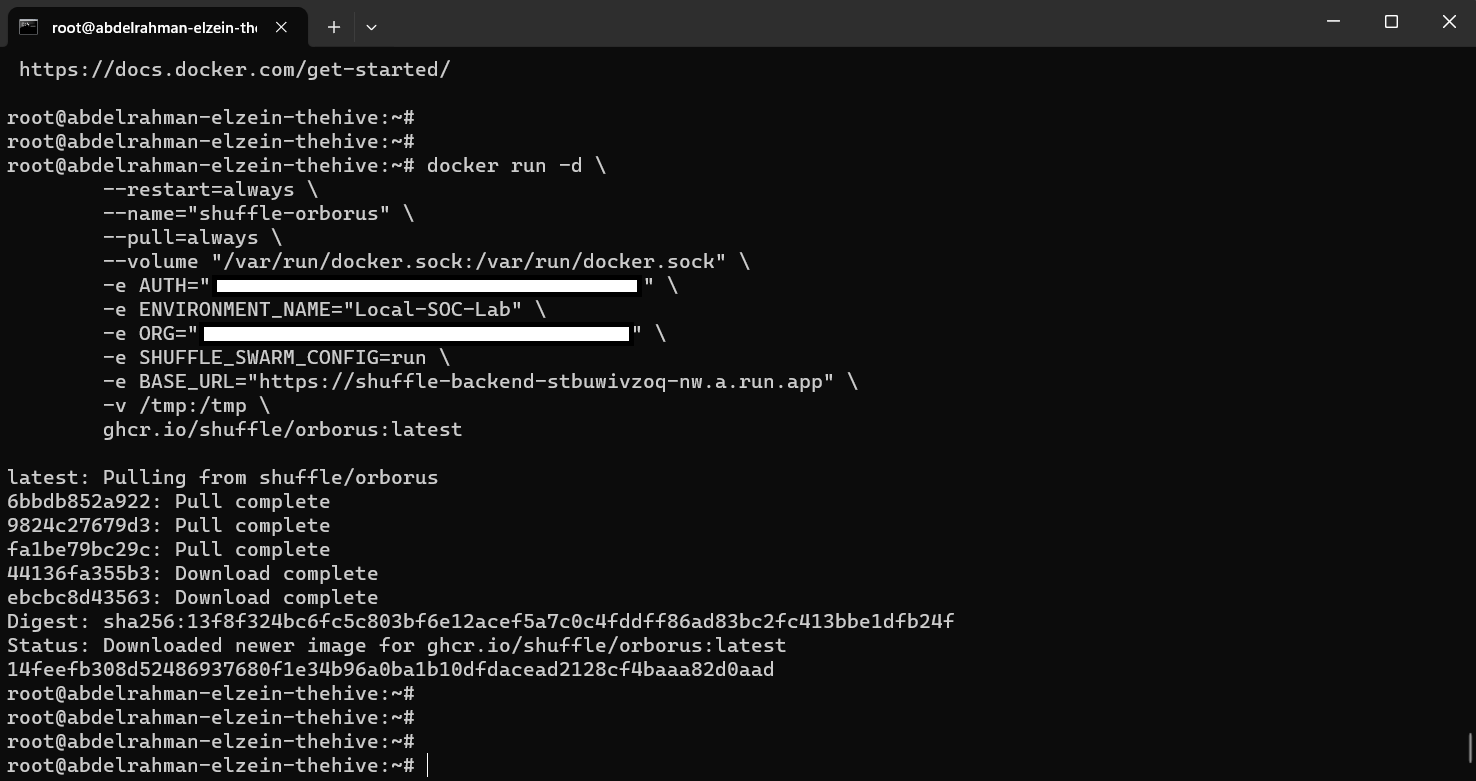 root@abdelrahman-elzein-the
https://docs.docker.com/get-started/
root@abdelrahman-elzein-thehive:~#
root@abdelrahman-elzein-thehive:~#
root@abdelrahman-elzein-thehive:~# docker run -d \
--restart=always \
--name="shuffle-orborus" \
--pull=always \
--volume "/var/run/docker.sock:/var/run/docker.sock" \
-e AUTH="" \
-e ENVIRONMENT_NAME="Local-SOC-Lab" \
-e ORG="" \
-e SHUFFLE_SWARM_CONFIG=run \
-e BASE_URL="https://shuffle-backend-stbuwivzoq-nw.a.run.app" \
-v /tmp:/tmp \
ghcr.io/shuffle/orborus:latest
latest: Pulling from shuffle/orborus
6bbdb852a922: Pull complete
9824c27679d3: Pull complete
fa1be79bc29c: Pull complete
44136fa355b3: Download complete
ebcbc8d43563: Download complete
Digest: sha256:13f8f324bc6fc5c803bf6e12acef5a7c0c4fddff86ad83bc2fc413bbe1dfb24f
Status: Downloaded newer image for ghcr.io/shuffle/orborus:latest
14feefb308d52486937680f1e34b96a0ba1b10dfdacead2128cf4baaa82d0aad
root@abdelrahman-elzein-thehive:~#
root@abdelrahman-elzein-thehive:~#
root@abdelrahman-elzein-thehive:~#
root@abdelrahman-elzein-thehive:~#